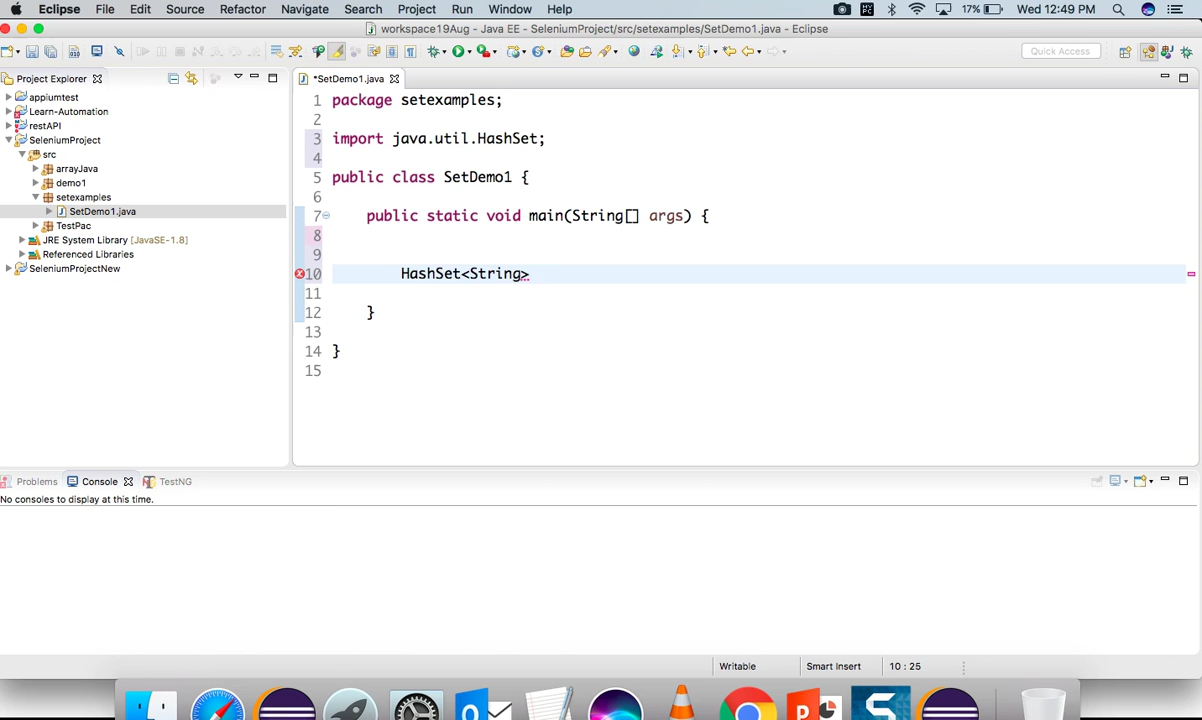 Eclipse File Edit Source Refactor Navigate Search Project Run Window Help 17% Wed 12:49 PM
workspace19Aug - Java EE - SeleniumProject/src/setexamples/SetDemo1.java - Eclipse
Quick Access
Project Explorer
*SetDemo1.java
appiumtest
Learn-Automation
restAPI
SeleniumProject
src
arrayJava
demo1
setexamples
SetDemo1.java
TestPac
JRE System Library [JavaSE-1.8]
Referenced Libraries
SeleniumProjectNew
1 package setexamples;
2
3 import java.util.HashSet;
4
5 public class SetDemo1 {
6
7 public static void main(String[] args) {
8
9
10 HashSet<String>
11
12 }
13
14 }
15
Problems Console TestNG
No consoles to display at this time.
Writable Smart Insert 10 : 25